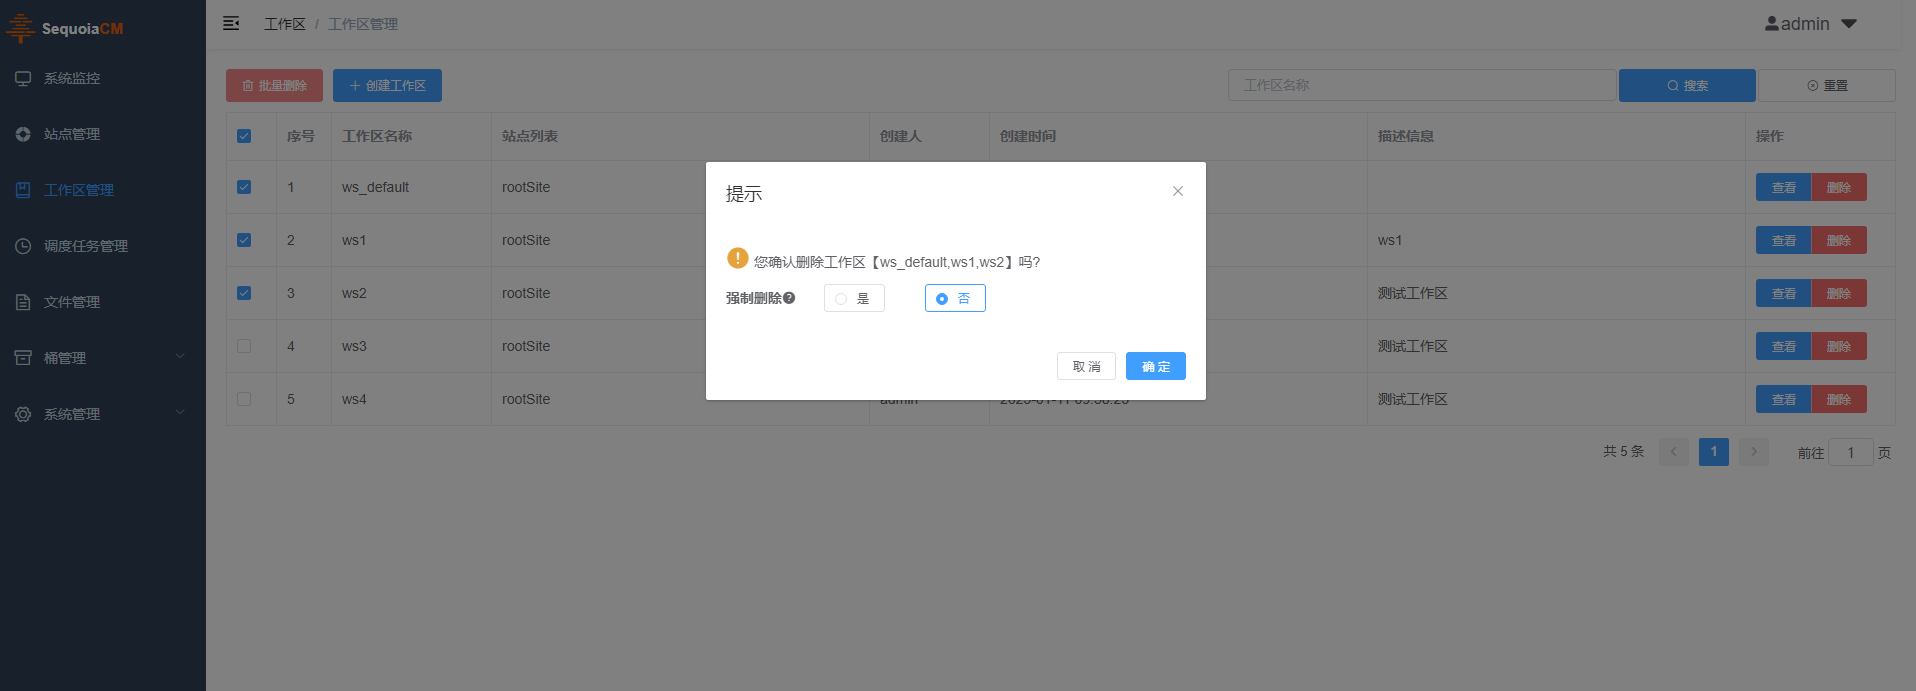 SequoiaCM
系统监控
站点管理
工作区管理
调度任务管理
文件管理
桶管理
系统管理
工作区 / 工作区管理
admin
批量删除
创建工作区
工作区名称
搜索
重置
序号 工作区名称 站点列表 创建人 创建时间 描述信息 操作
1 ws_default rootSite 查看 删除
2 ws1 rootSite ws1 查看 删除
3 ws2 rootSite 测试工作区 查看 删除
4 ws3 rootSite 测试工作区 查看 删除
5 ws4 rootSite admin 测试工作区 查看 删除
共 5 条 1 前往 1 页
提示
您确认删除工作区【ws_default,ws1,ws2】吗?
强制删除 是 否
取消 确定